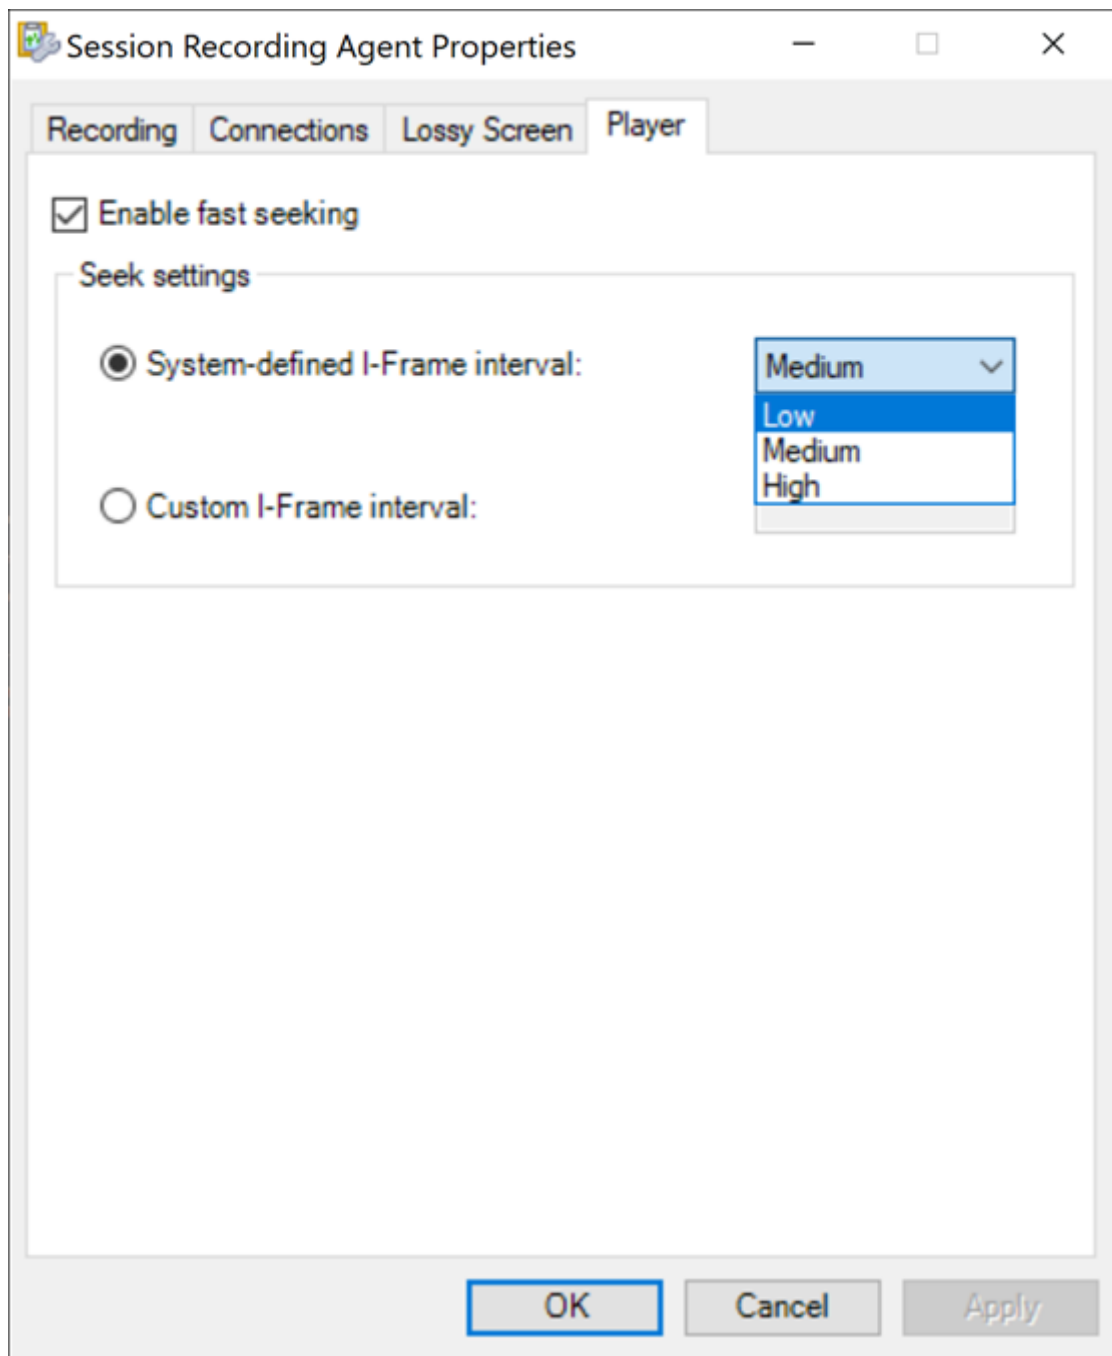 Session Recording Agent Properties
Recording Connections Lossy Screen Player
Enable fast seeking
Seek settings
System-defined I-Frame interval: Medium
Low
Medium
High
Custom I-Frame interval:
OK Cancel Apply